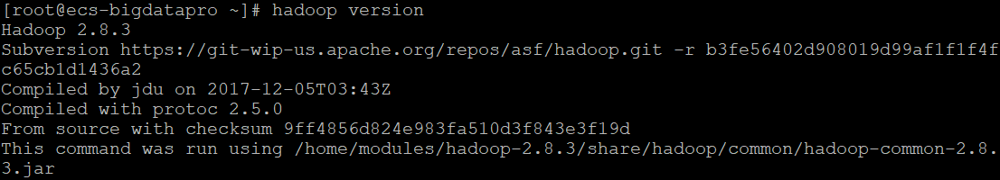 [root@ecs-bigdatapro ~]# hadoop version
Hadoop 2.8.3
Subversion https://git-wip-us.apache.org/repos/asf/hadoop.git -r b3fe56402d908019d99af1f1f4f
c65cb1d1436a2
Compiled by jdu on 2017-12-05T03:43Z
Compiled with protoc 2.5.0
From source with checksum 9ff4856d824e983fa510d3f843e3f19d
This command was run using /home/modules/hadoop-2.8.3/share/hadoop/common/hadoop-common-2.8.
3.jar